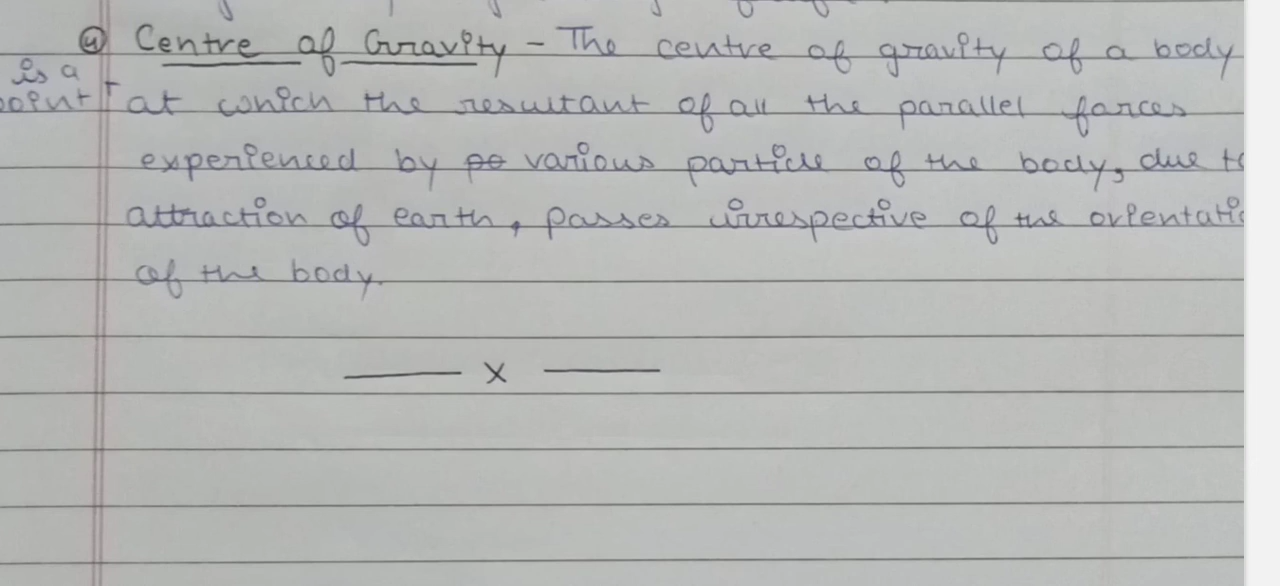 ④ Centre of Gravity - The centre of gravity of a body
is a
point at which the resultant of all the parallel forces
experienced by po various particle of the body, due to
attraction of earth, passes irrespective of the orientatio
of the body.
x